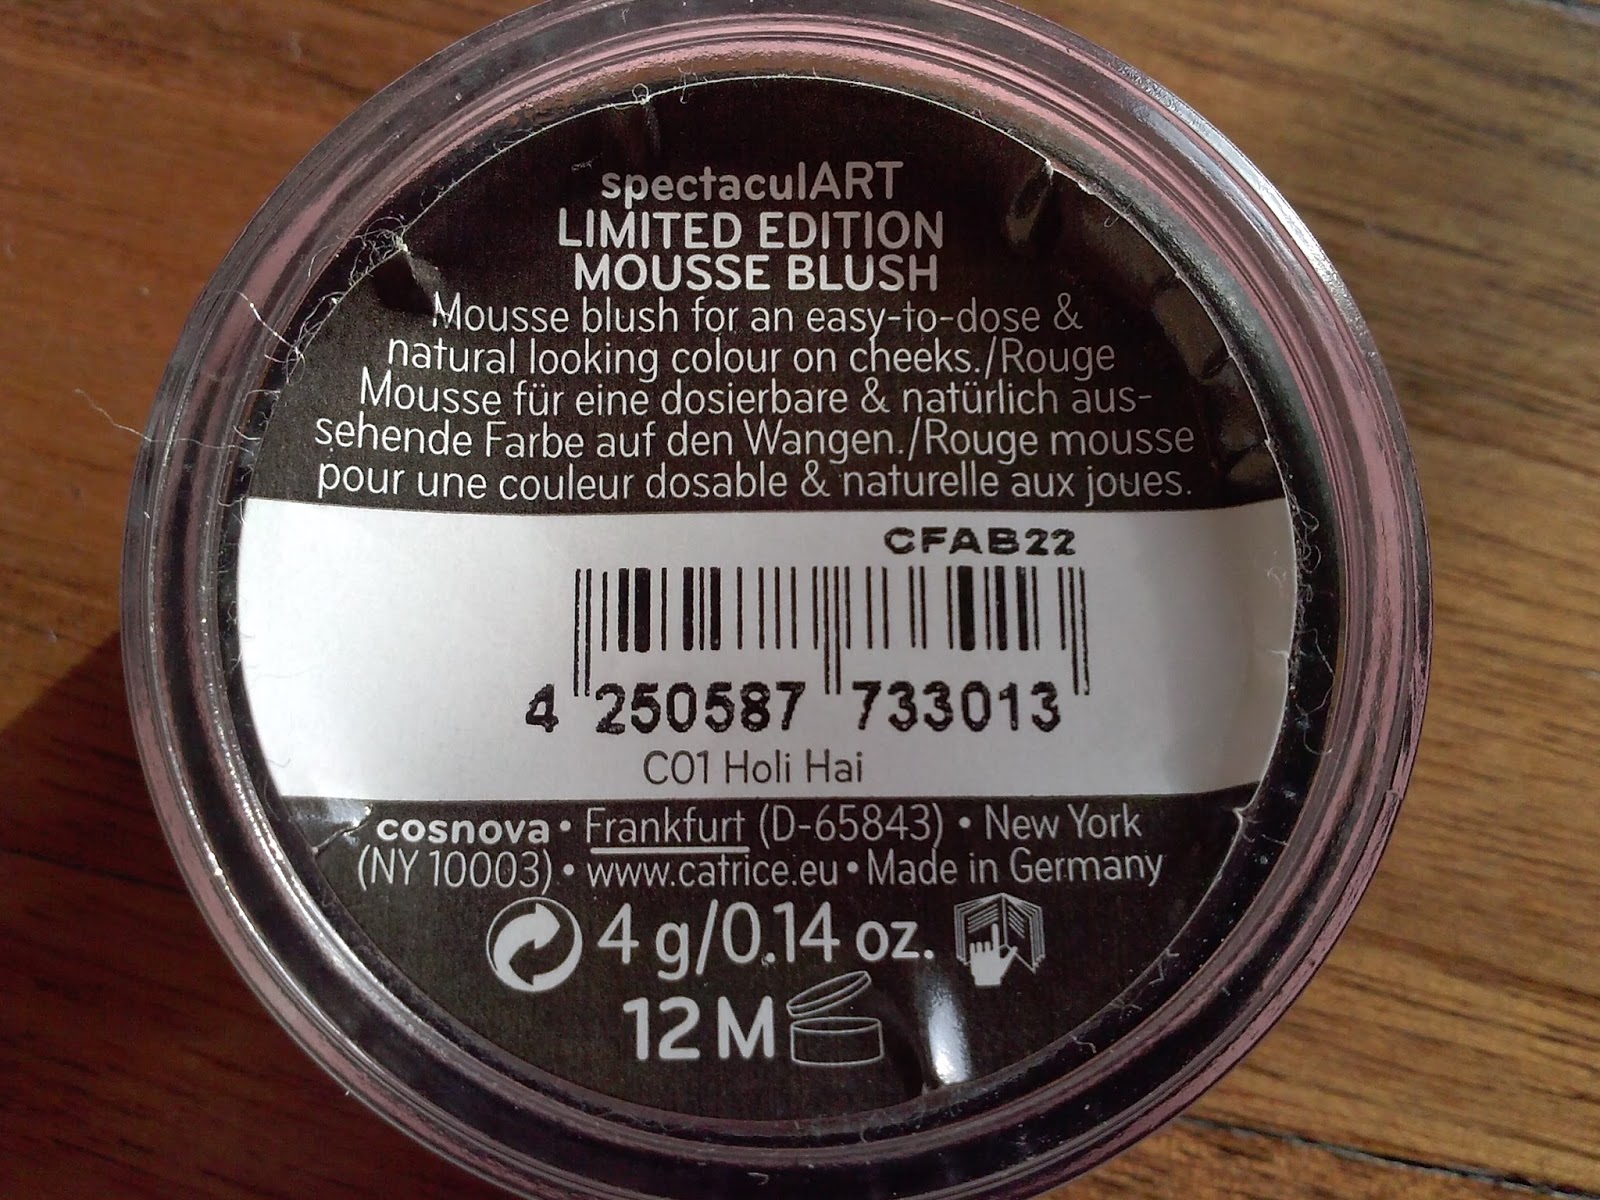 spectaculART
LIMITED EDITION
MOUSSE BLUSH
Mousse blush for an easy-to-dose &
natural looking colour on cheeks./Rouge
Mousse für eine dosierbare & natürlich aus-
sehende Farbe auf den Wangen./Rouge mousse
pour une couleur dosable & naturelle aux joues.
CFAB22
4 250587 733013
C01 Holi Hai
cosnova • Frankfurt (D-65843) • New York
(NY 10003) • www.catrice.eu • Made in Germany
4 g/0.14 oz.
12 M